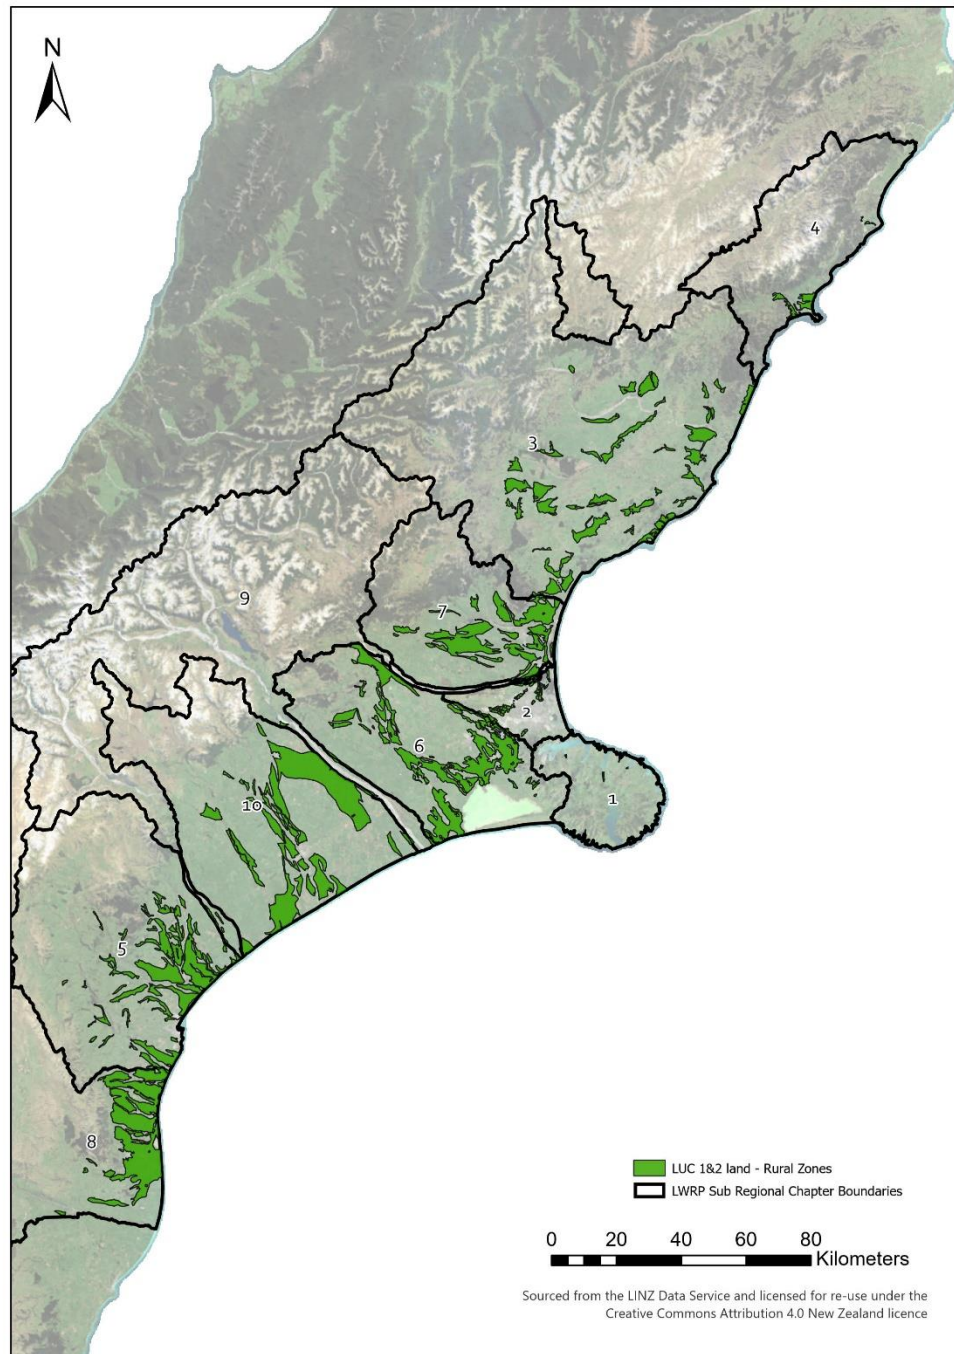 N
4
3
9
7
2
6
1
10
5
8
LUC 1&2 land - Rural Zones
LWRP Sub Regional Chapter Boundaries
0 20 40 60 80
Kilometers
Sourced from the LINZ Data Service and licensed for re-use under the
Creative Commons Attribution 4.0 New Zealand licence